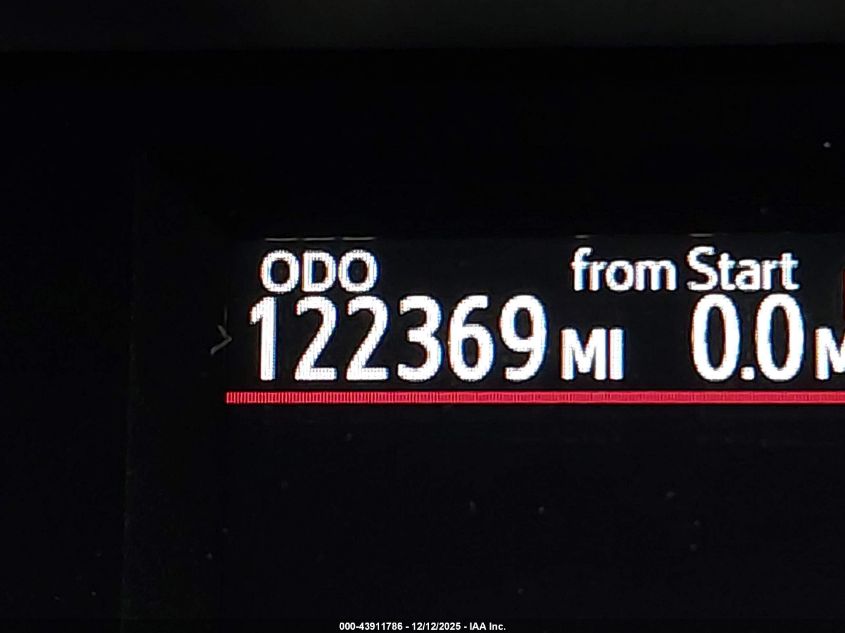 ODO from Start
122369 MI 0.0 M
000-43911786 - 12/12/2025 - IAA Inc.